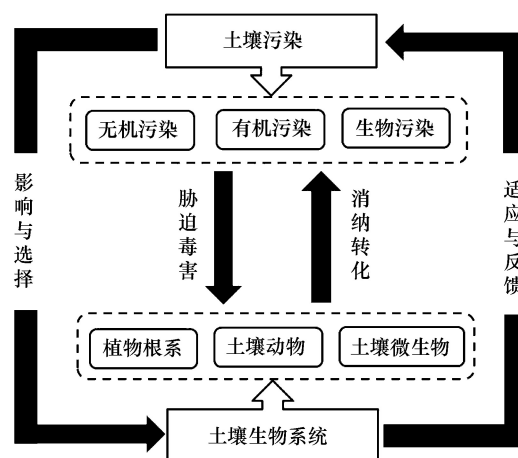 土壤污染
无机污染
有机污染
生物污染
影响与选择
胁迫毒害
消纳转化
适应与反馈
植物根系
土壤动物
土壤微生物
土壤生物系统